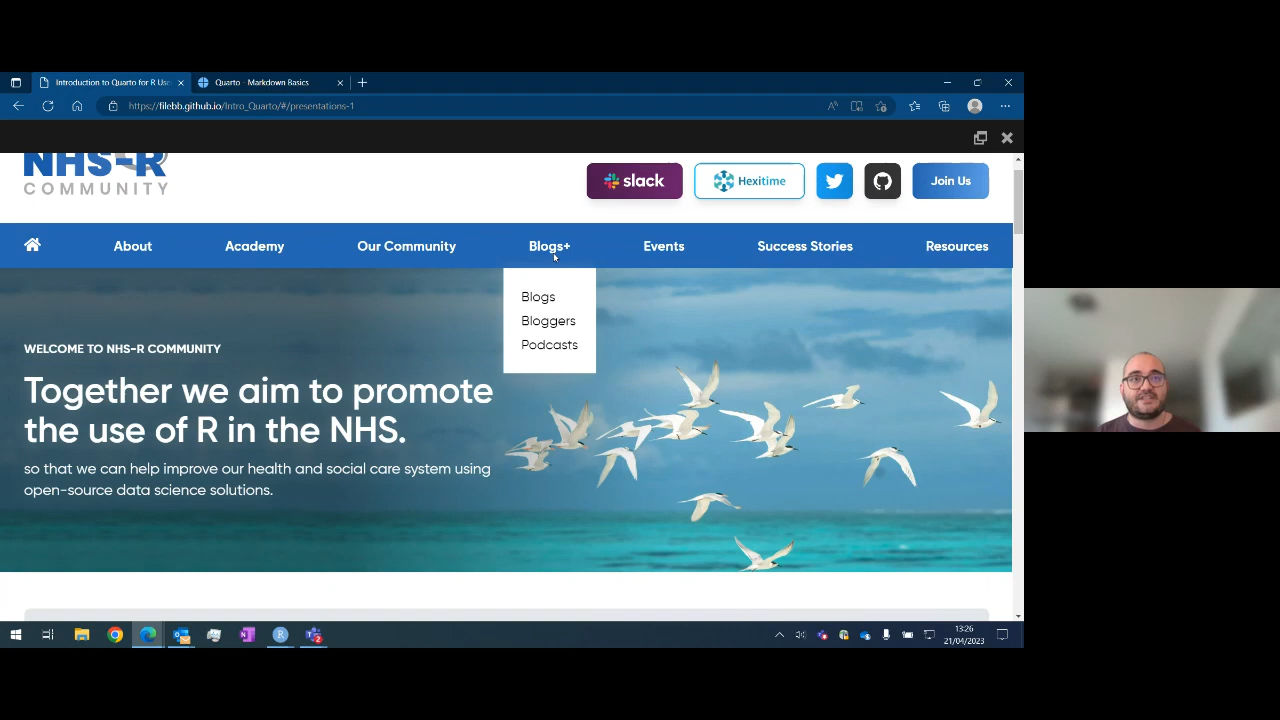 Introduction to Quarto for R Use
Quarto - Markdown Basics
https://filebb.github.io/Intro_Quarto/#/presentations-1
NHS-R
COMMUNITY
slack
Hexitime
Join Us
About
Academy
Our Community
Blogs+
Events
Success Stories
Resources
Blogs
Bloggers
Podcasts
WELCOME TO NHS-R COMMUNITY
Together we aim to promote
the use of R in the NHS.
so that we can help improve our health and social care system using
open-source data science solutions.
13:26
21/04/2023